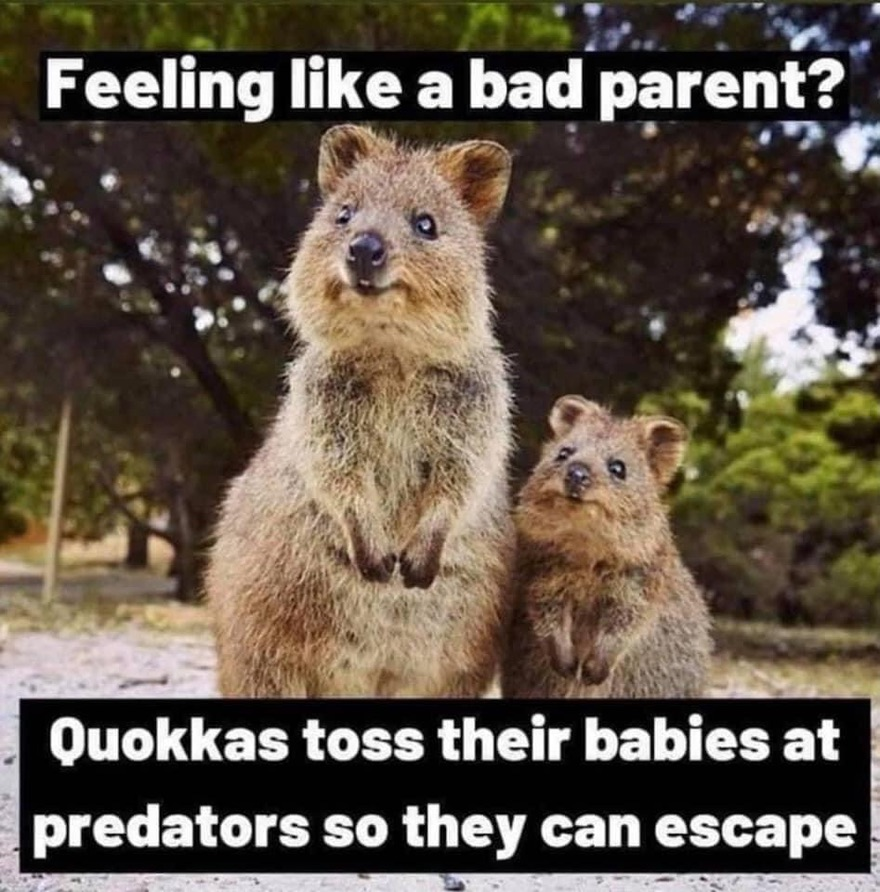 Feeling like a bad parent?
Quokkas toss their babies at
predators so they can escape